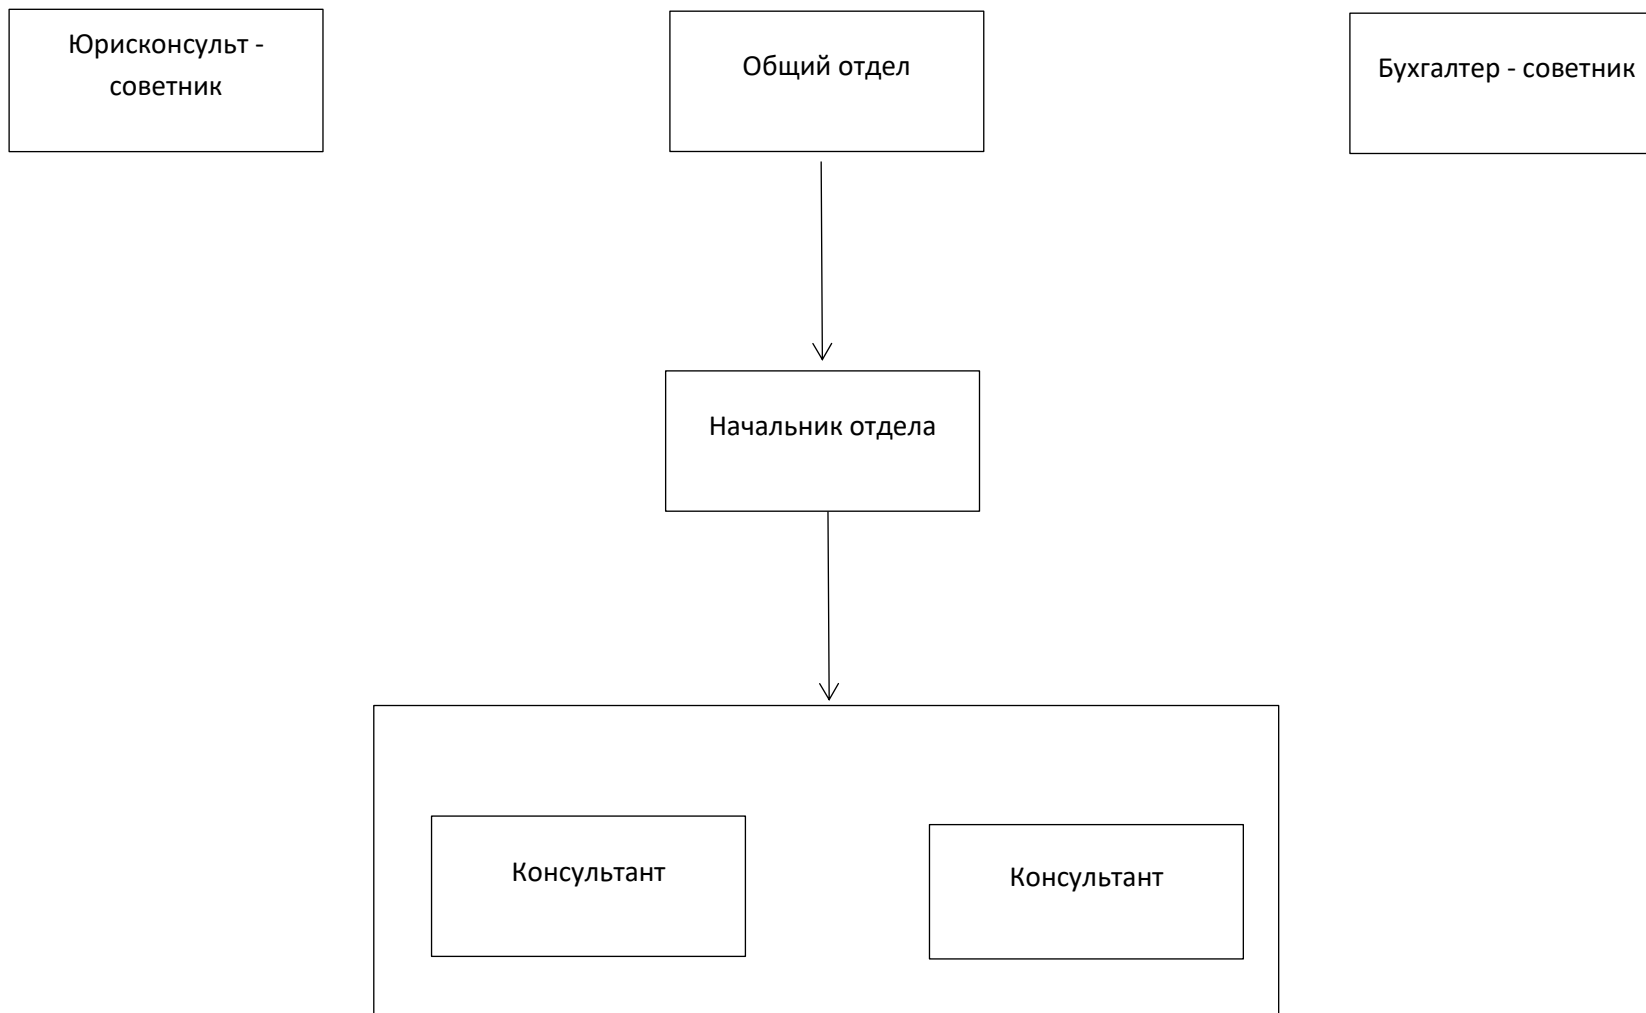 Юрисконсульт -
советник
Общий отдел
Бухгалтер - советник
Начальник отдела
Консультант
Консультант